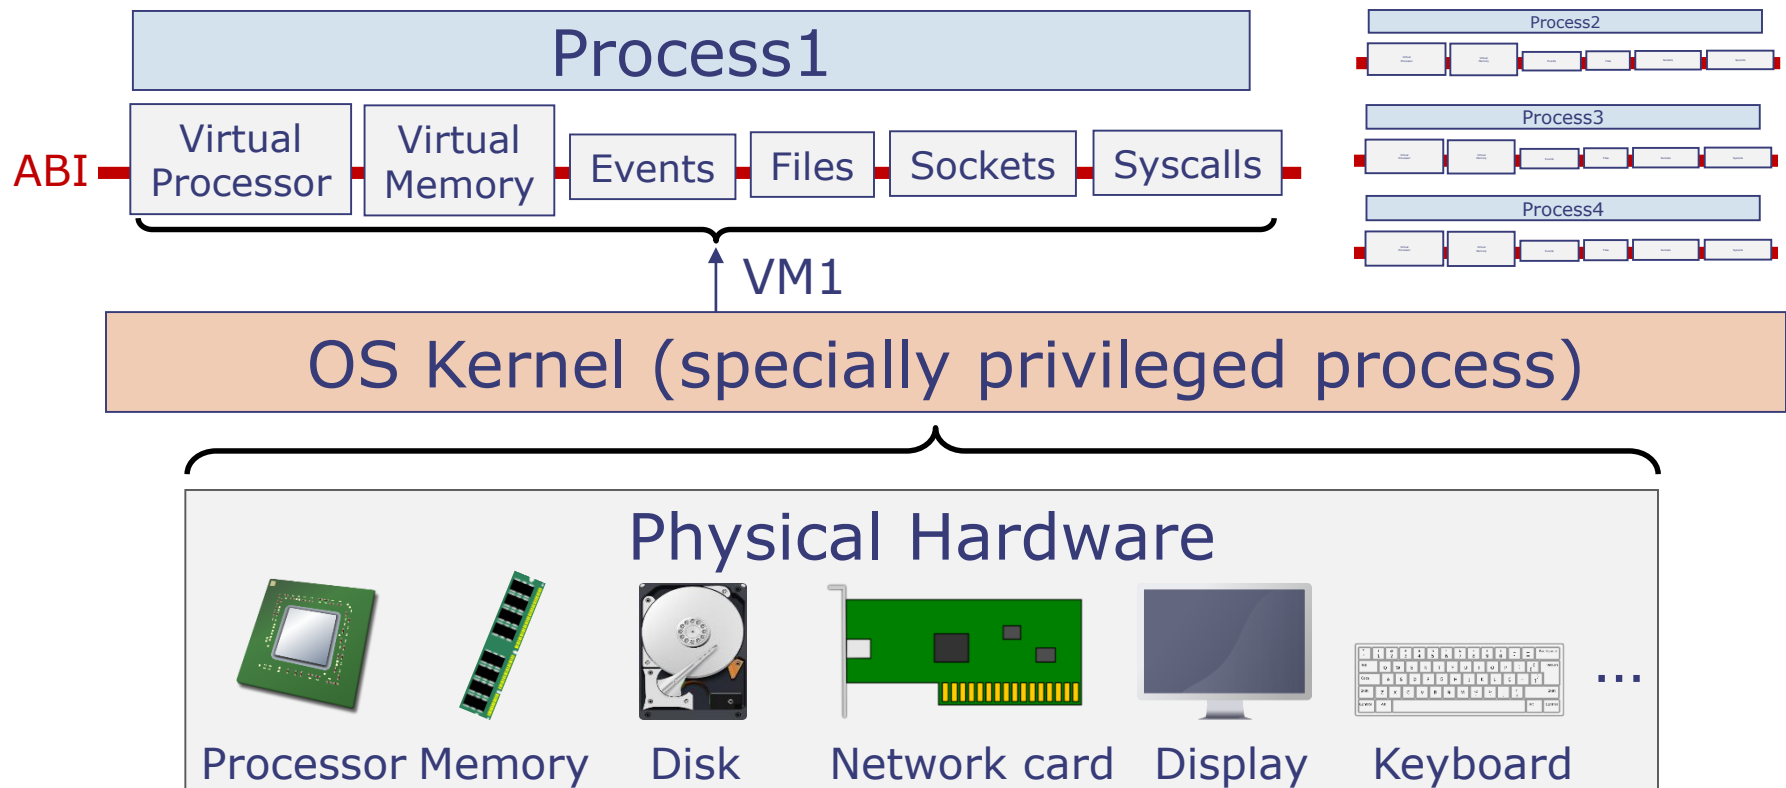 Process1
ABI
Virtual
Processor
Virtual
Memory
Events
Files
Sockets
Syscalls
VM1
Process2
Process3
Process4
OS Kernel (specially privileged process)
Physical Hardware
Processor
Memory
Disk
Network card
Display
Keyboard
...